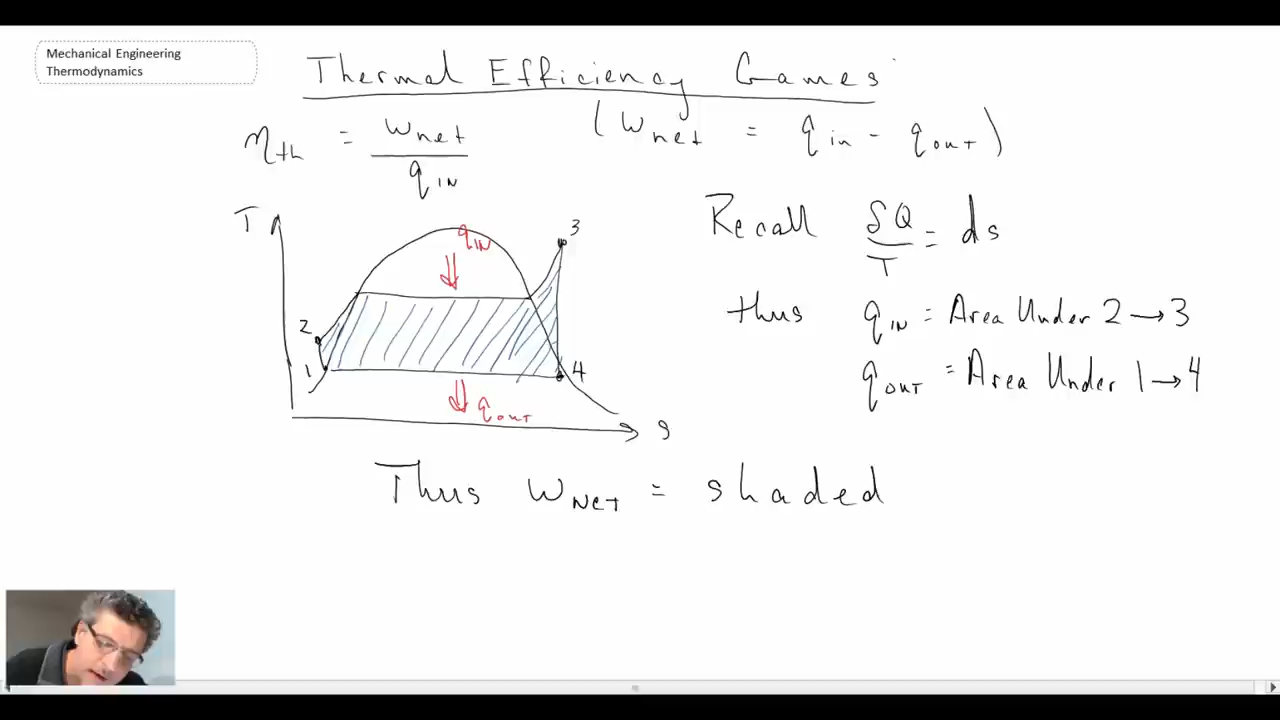 Mechanical Engineering
Thermodynamics
Thermal Efficiency Games
ηth = wnet / qIN (wnet = qin - qout)
T
qIN
3
2
1
4
qout
s
Recall δQ / T = ds
thus qIN = Area Under 2 → 3
qout = Area Under 1 → 4
Thus wNet = shaded